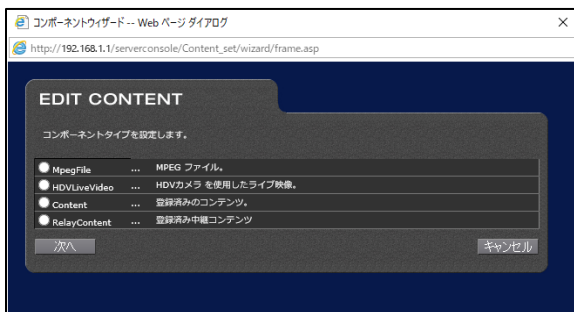 コンポーネントウィザード -- Web ページ ダイアログ
http://192.168.1.1/serverconsole/Content_set/wizard/frame.asp
EDIT CONTENT
コンポーネントタイプを設定します。
MpegFile ... MPEG ファイル。
HDVLiveVideo ... HDVカメラ を使用したライブ映像。
Content ... 登録済みのコンテンツ。
RelayContent ... 登録済み中継コンテンツ
次へ キャンセル